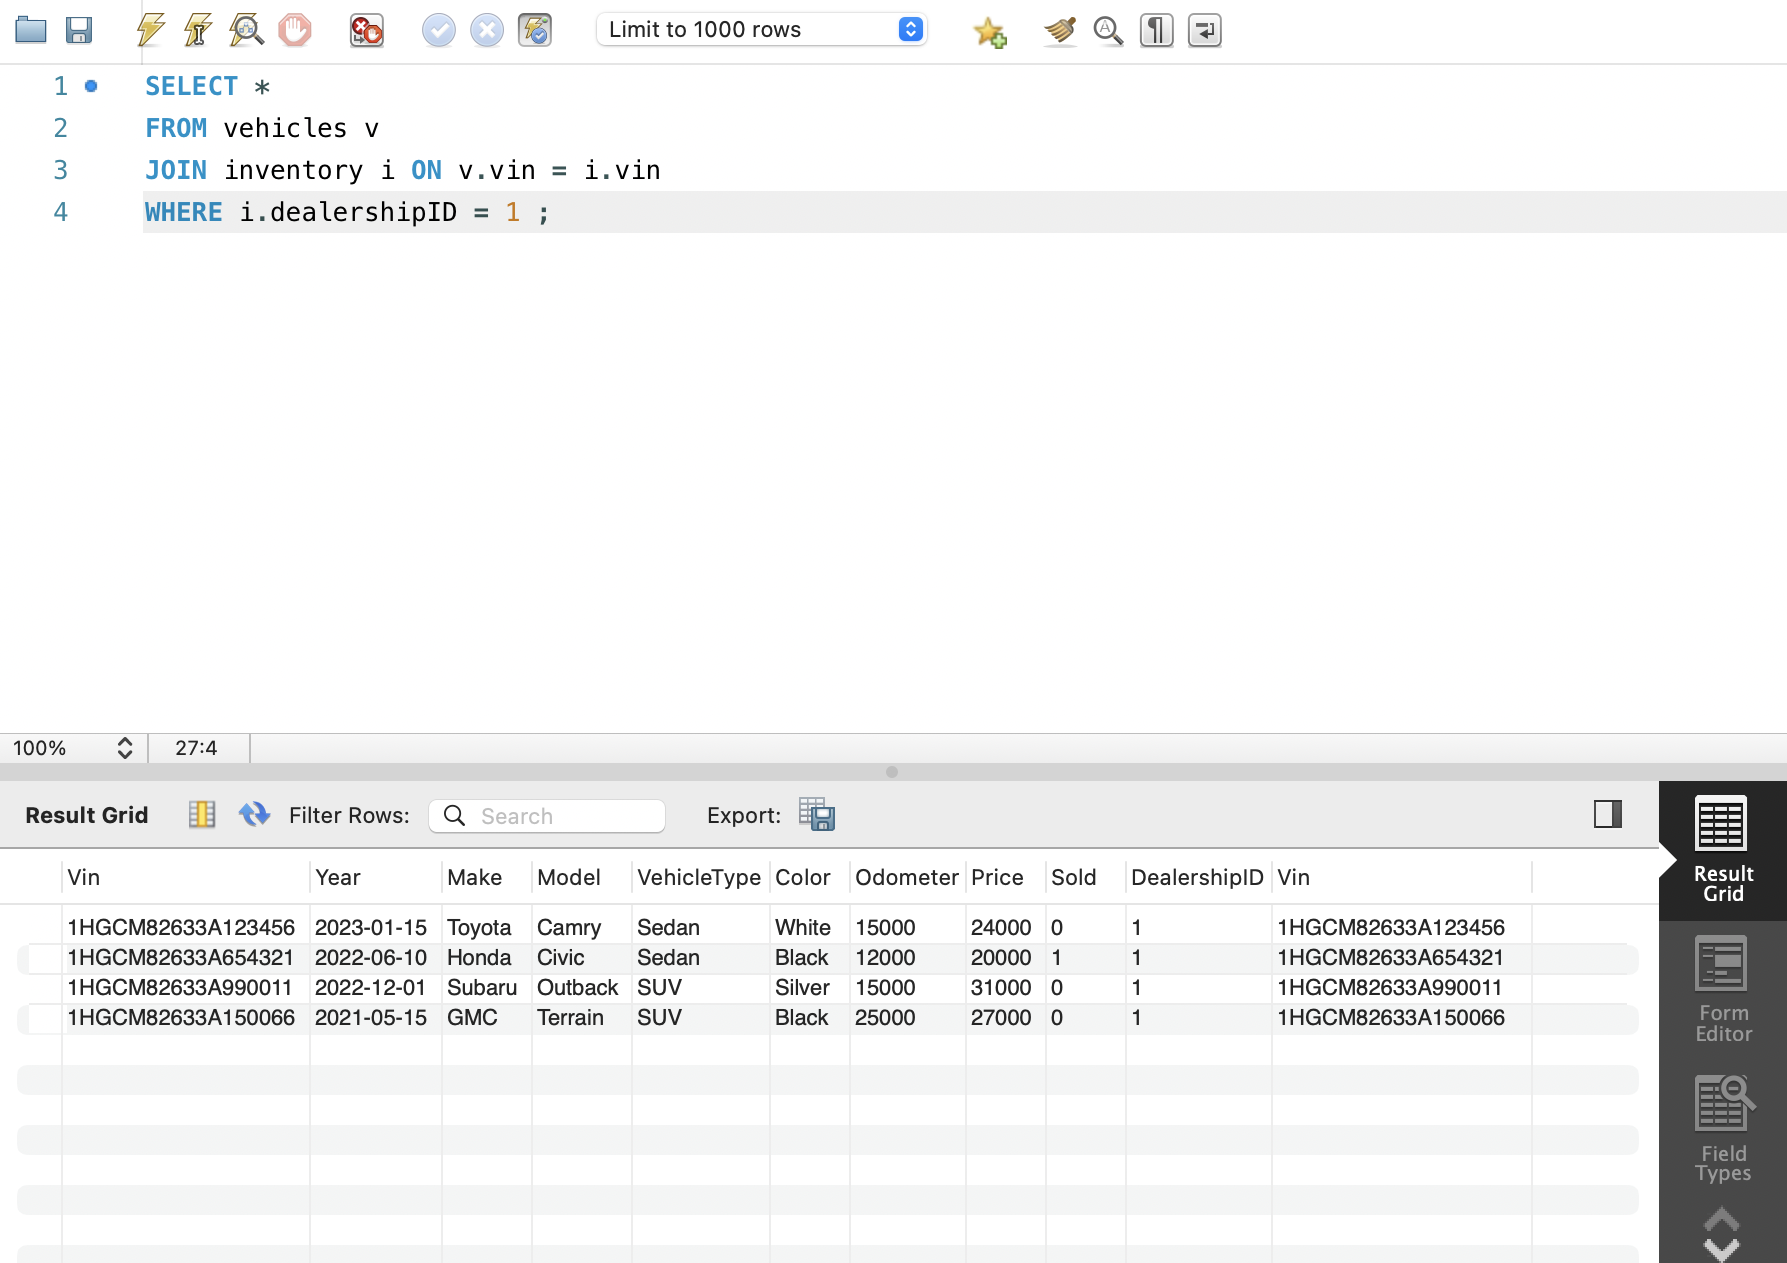 Limit to 1000 rows
1 SELECT *
2 FROM vehicles v
3 JOIN inventory i ON v.vin = i.vin
4 WHERE i.dealershipID = 1 ;
100% 27:4
Result Grid Filter Rows: Search Export:
Vin Year Make Model VehicleType Color Odometer Price Sold DealershipID Vin
1HGCM82633A123456 2023-01-15 Toyota Camry Sedan White 15000 24000 0 1 1HGCM82633A123456
1HGCM82633A654321 2022-06-10 Honda Civic Sedan Black 12000 20000 1 1 1HGCM82633A654321
1HGCM82633A990011 2022-12-01 Subaru Outback SUV Silver 15000 31000 0 1 1HGCM82633A990011
1HGCM82633A150066 2021-05-15 GMC Terrain SUV Black 25000 27000 0 1 1HGCM82633A150066
Result
Grid
Form
Editor
Field
Types